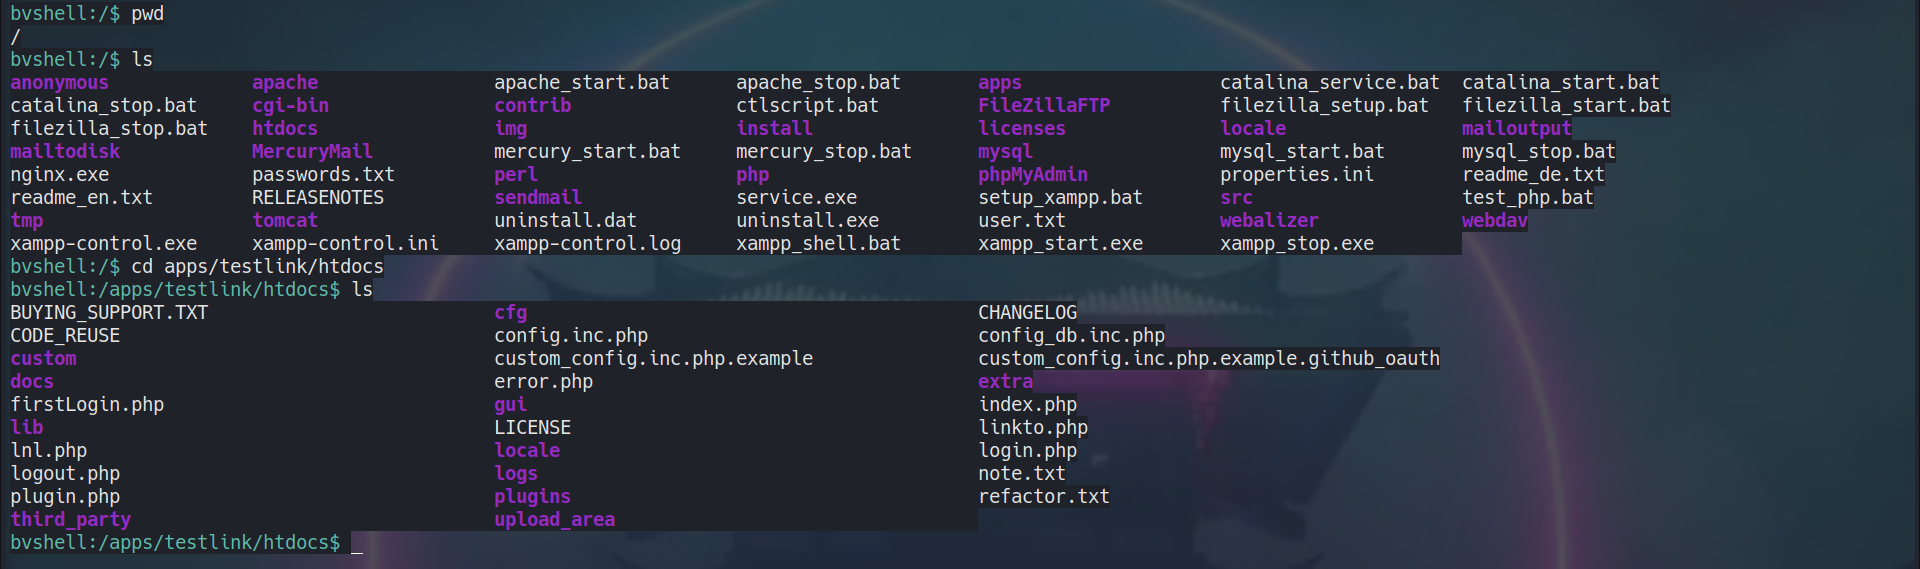 bvshell:/$ pwd
/
bvshell:/$ ls
anonymous apache apache_start.bat apache_stop.bat apps catalina_service.bat catalina_start.bat
catalina_stop.bat cgi-bin contrib ctlscript.bat FileZillaFTP filezilla_setup.bat filezilla_start.bat
filezilla_stop.bat htdocs img install licenses locale mailoutput
mailtodisk MercuryMail mercury_start.bat mercury_stop.bat mysql mysql_start.bat mysql_stop.bat
nginx.exe passwords.txt perl php phpMyAdmin properties.ini readme_de.txt
readme_en.txt RELEASENOTES sendmail service.exe setup_xampp.bat src test_php.bat
tmp tomcat uninstall.dat uninstall.exe user.txt webalizer webdav
xampp-control.exe xampp-control.ini xampp-control.log xampp_shell.bat xampp_start.exe xampp_stop.exe
bvshell:/$ cd apps/testlink/htdocs
bvshell:/apps/testlink/htdocs$ ls
BUYING_SUPPORT.TXT cfg CHANGELOG
CODE_REUSE config.inc.php config_db.inc.php
custom custom_config.inc.php.example custom_config.inc.php.example.github_oauth
docs error.php extra
firstLogin.php gui index.php
lib LICENSE linkto.php
lnl.php locale login.php
logout.php logs note.txt
plugin.php plugins refactor.txt
third_party upload_area
bvshell:/apps/testlink/htdocs$ _